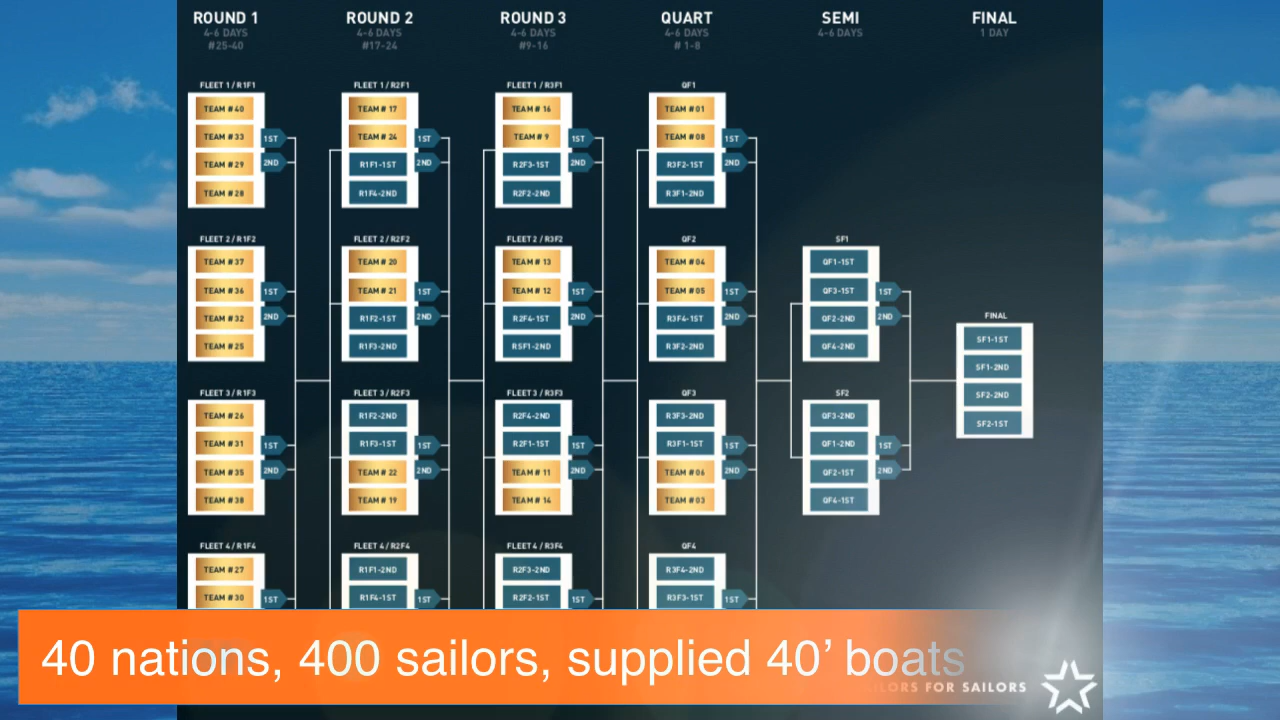 ROUND 1
4-6 DAYS
#25-40
ROUND 2
4-6 DAYS
#17-24
ROUND 3
4-6 DAYS
#9-16
QUART
4-6 DAYS
# 1-8
SEMI
4-6 DAYS
FINAL
1 DAY
FLEET 1 / R1F1
TEAM # 40
TEAM # 33
TEAM # 29
TEAM # 28
1ST
2ND
FLEET 2 / R1F2
TEAM # 37
TEAM # 36
TEAM # 32
TEAM # 25
1ST
2ND
FLEET 3 / R1F3
TEAM # 26
TEAM # 31
TEAM # 35
TEAM # 38
1ST
2ND
FLEET 4 / R1F4
TEAM # 27
TEAM # 30
1ST
FLEET 1 / R2F1
TEAM # 17
TEAM # 24
R1F1-1ST
R1F4-2ND
1ST
2ND
FLEET 2 / R2F2
TEAM # 20
TEAM # 21
R1F2-1ST
R1F3-2ND
1ST
2ND
FLEET 3 / R2F3
R1F2-2ND
R1F3-1ST
TEAM # 22
TEAM # 19
1ST
2ND
FLEET 4 / R2F4
R1F1-2ND
R1F4-1ST
1ST
FLEET 1 / R3F1
TEAM # 16
TEAM # 9
R2F3-1ST
R2F2-2ND
1ST
2ND
FLEET 2 / R3F2
TEAM # 13
TEAM # 12
R2F4-1ST
RSF1-2ND
1ST
2ND
FLEET 3 / R3F3
R2F4-2ND
R2F1-1ST
TEAM # 11
TEAM # 14
1ST
2ND
FLEET 4 / R3F4
R2F3-2ND
R2F2-1ST
1ST
QF1
TEAM # 01
TEAM # 08
R3F2-1ST
R3F1-2ND
1ST
2ND
QF2
TEAM # 04
TEAM # 05
R3F4-1ST
R3F2-2ND
1ST
2ND
QF3
R3F3-2ND
R3F1-1ST
TEAM # 06
TEAM # 03
1ST
2ND
QF4
R3F4-2ND
R3F3-1ST
1ST
SF1
QF1-1ST
QF3-1ST
QF2-2ND
QF4-2ND
1ST
2ND
SF2
QF3-2ND
QF1-2ND
QF2-1ST
QF4-1ST
1ST
2ND
FINAL
SF1-1ST
SF1-2ND
SF2-2ND
SF2-1ST
40 nations, 400 sailors, supplied 40’ boats
FOR SAILORS